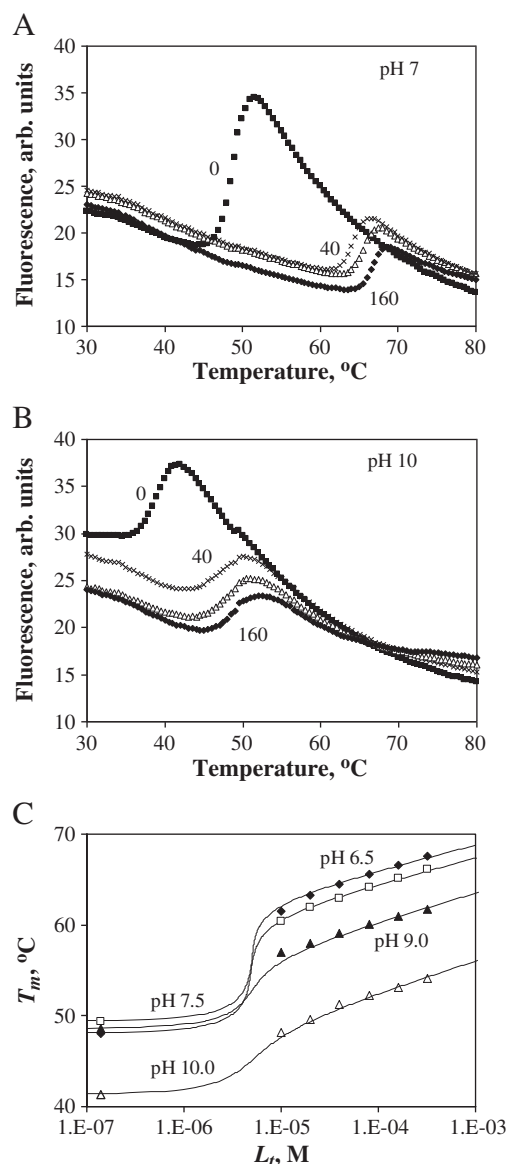 A
pH 7
Fluorescence, arb. units
40
35
30
25
20
15
10
0
40
160
30 40 50 60 70 80
Temperature, ºC
B
pH 10
Fluorescence, arb. units
40
35
30
25
20
15
10
0
40
160
30 40 50 60 70 80
Temperature, ºC
C
Tm, ºC
70
60
50
40
pH 6.5
pH 9.0
pH 7.5
pH 10.0
1.E-07 1.E-06 1.E-05 1.E-04 1.E-03
Lt, M